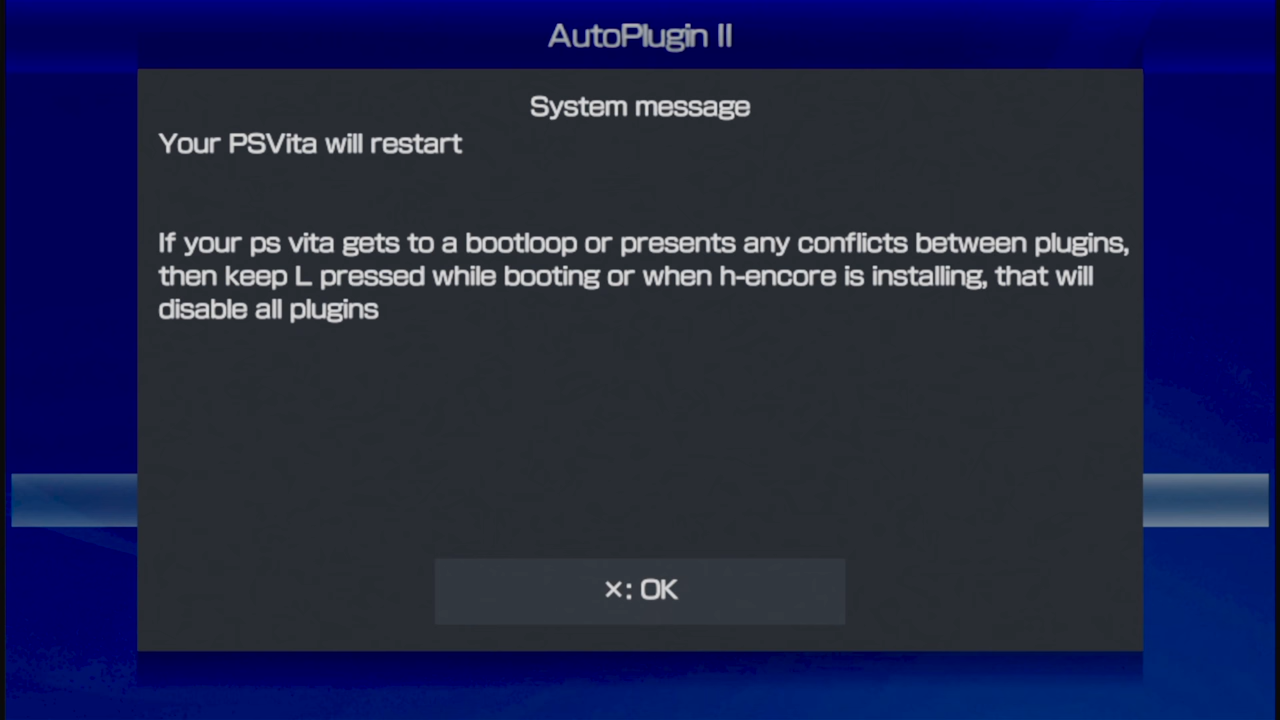 AutoPlugin II
System message
Your PSVita will restart
If your ps vita gets to a bootloop or presents any conflicts between plugins,
then keep L pressed while booting or when h-encore is installing, that will
disable all plugins
×: OK